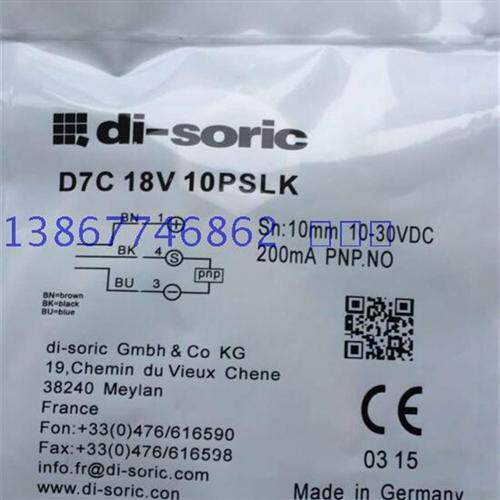 di-soric
D7C 18V 10PSLK
BN 1 +
BK 4 S
pnp
BU 3 −
Sn:10mm 10-30VDC
200mA PNP.NO
13867746862
BN=brown
BK=black
BU=blue
di-soric Gmbh & Co KG
19,Chemin du Vieux Chene
38240 Meylan
France
Fon:+33(0)476/616590
Fax:+33(0)476/616598
info.fr@di-soric.com
www.di-soric.com
CE
03 15
Made in Germany